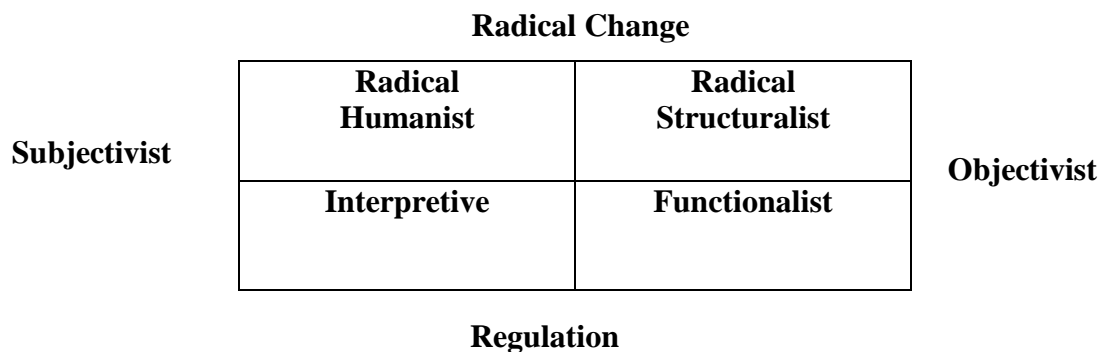 Radical Change
Radical Humanist
Radical Structuralist
Subjectivist
Objectivist
Interpretive
Functionalist
Regulation